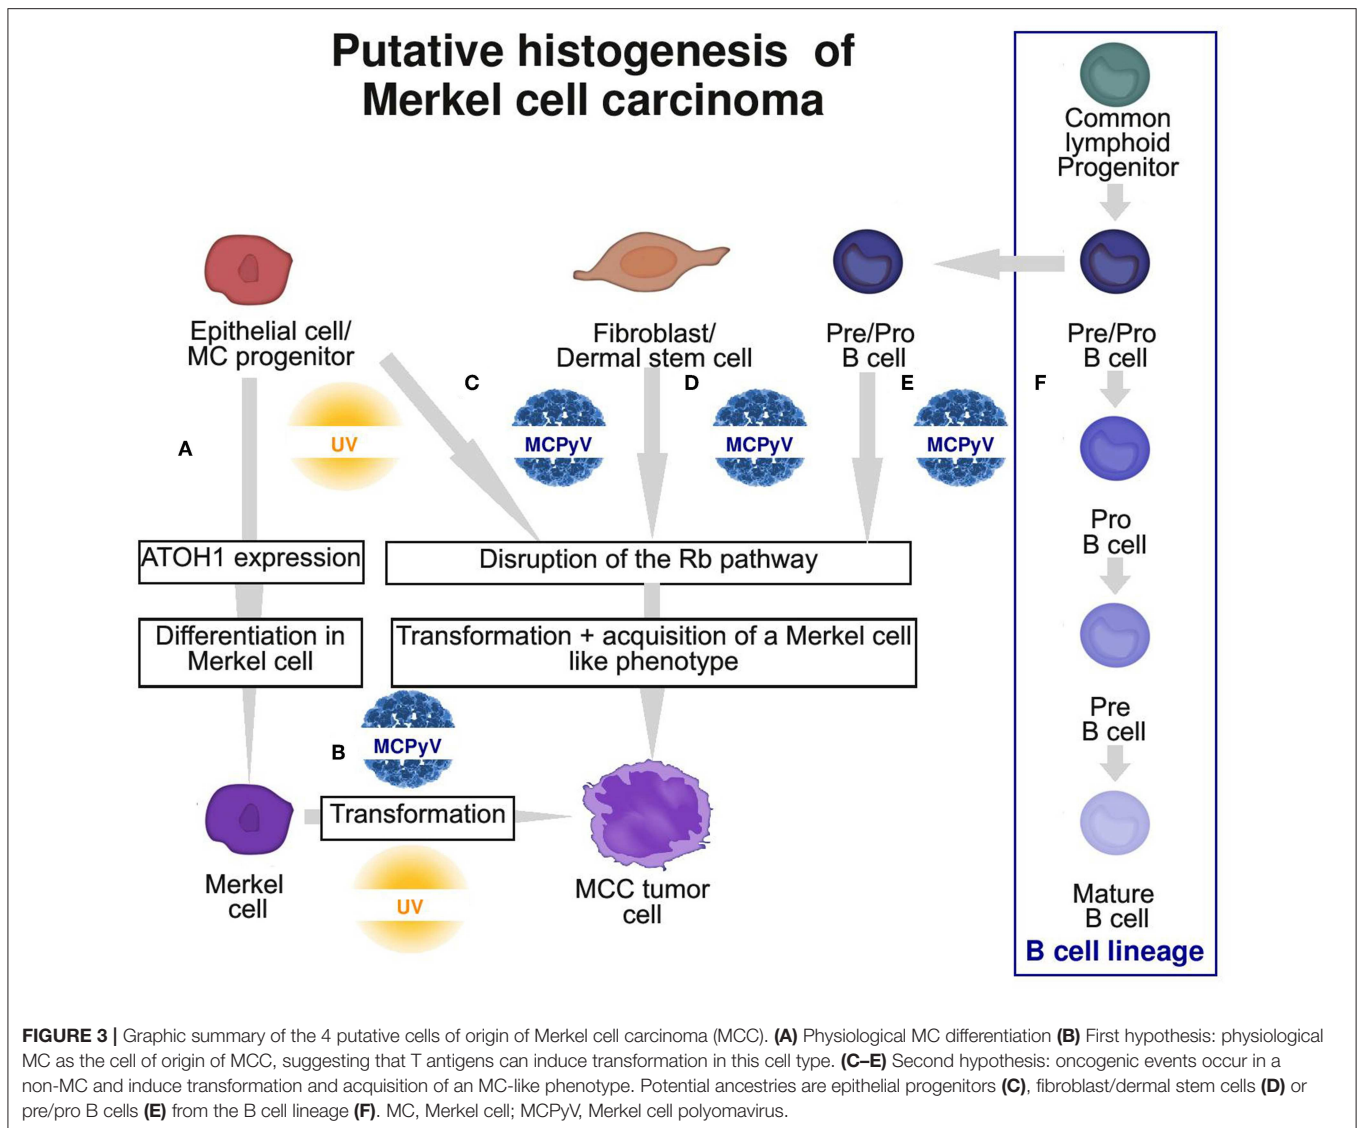 Putative histogenesis of
Merkel cell carcinoma
Common
lymphoid
Progenitor
Epithelial cell/
MC progenitor
Fibroblast/
Dermal stem cell
Pre/Pro
B cell
Pre/Pro
B cell
A
UV
C
MCPyV
D
MCPyV
E
MCPyV
F
Pro
B cell
ATOH1 expression
Disruption of the Rb pathway
Differentiation in
Merkel cell
Transformation + acquisition of a Merkel cell
like phenotype
Pre
B cell
B
MCPyV
Transformation
UV
Merkel
cell
MCC tumor
cell
Mature
B cell
B cell lineage
FIGURE 3 | Graphic summary of the 4 putative cells of origin of Merkel cell carcinoma (MCC). (A) Physiological MC differentiation (B) First hypothesis: physiological
MC as the cell of origin of MCC, suggesting that T antigens can induce transformation in this cell type. (C–E) Second hypothesis: oncogenic events occur in a
non-MC and induce transformation and acquisition of an MC-like phenotype. Potential ancestries are epithelial progenitors (C), fibroblast/dermal stem cells (D) or
pre/pro B cells (E) from the B cell lineage (F). MC, Merkel cell; MCPyV, Merkel cell polyomavirus.